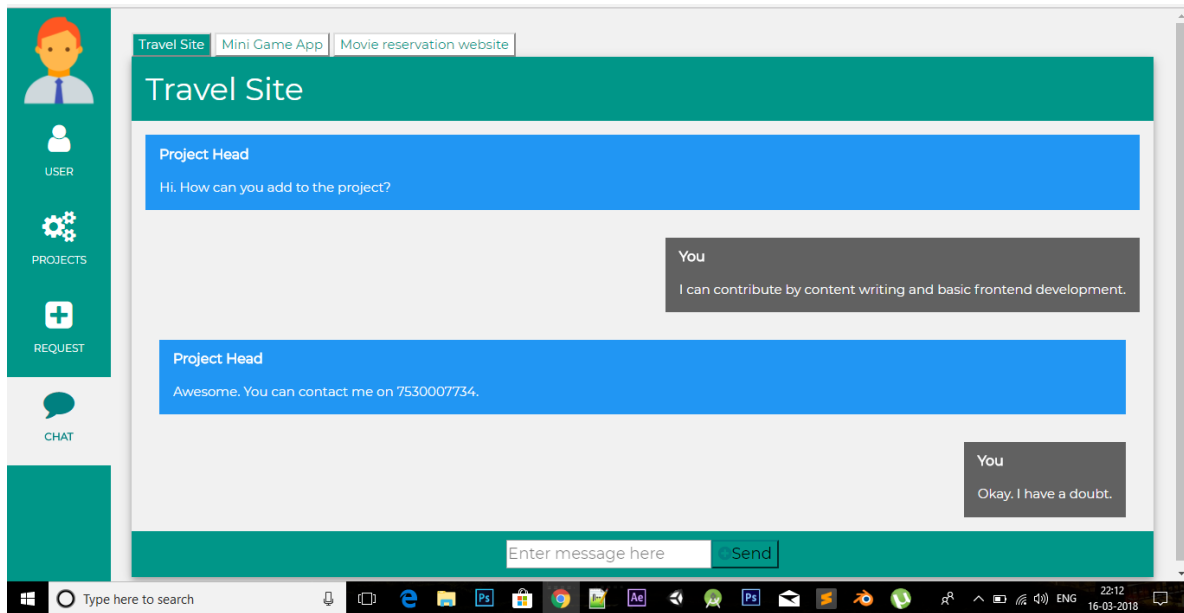 Travel Site Mini Game App Movie reservation website
Travel Site
USER
PROJECTS
REQUEST
CHAT
Project Head
Hi. How can you add to the project?
You
I can contribute by content writing and basic frontend development.
Project Head
Awesome. You can contact me on 7530007734.
You
Okay. I have a doubt.
Enter message here Send
Type here to search
Ps
Ae
Ps
ENG
22:12
16-03-2018